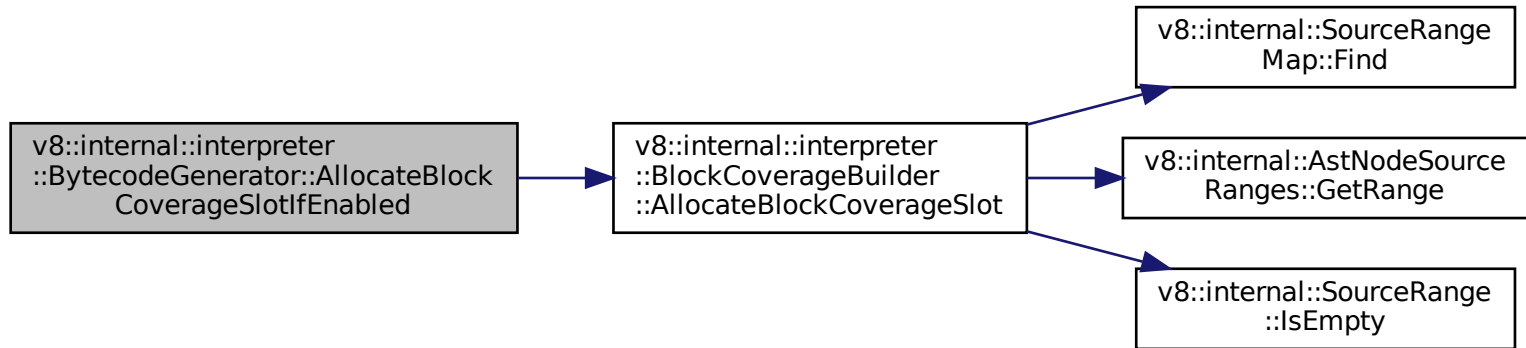 v8::internal::interpreter
::BytecodeGenerator::AllocateBlock
CoverageSlotIfEnabled
v8::internal::interpreter
::BlockCoverageBuilder
::AllocateBlockCoverageSlot
v8::internal::SourceRange
Map::Find
v8::internal::AstNodeSource
Ranges::GetRange
v8::internal::SourceRange
::IsEmpty